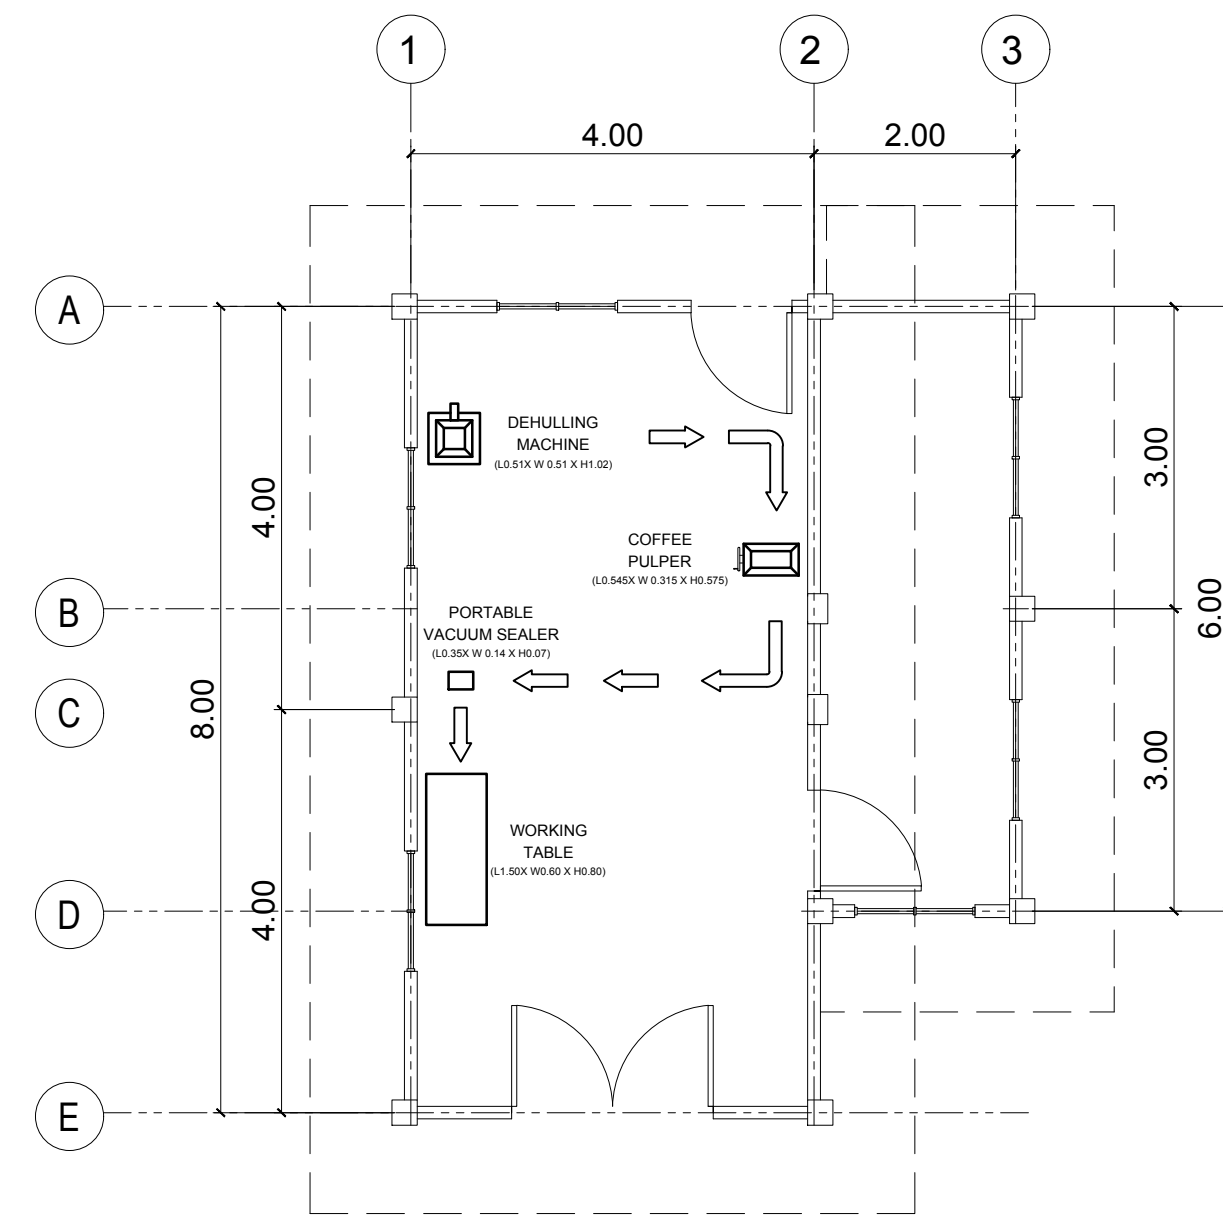 1
2
3
4.00
2.00
A
DEHULLING
MACHINE
(L0.51X W 0.51 X H1.02)
3.00
4.00
COFFEE
PULPER
(L0.545X W 0.315 X H0.575)
6.00
B
PORTABLE
VACUUM SEALER
(L0.35X W 0.14 X H0.07)
8.00
C
3.00
WORKING
TABLE
(L1.50X W0.60 X H0.80)
4.00
D
E